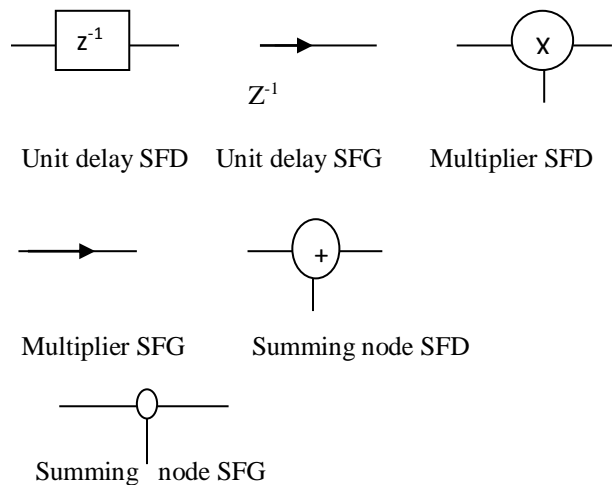 z⁻¹
X
Z⁻¹
Unit delay SFD Unit delay SFG Multiplier SFD
+
Multiplier SFG Summing node SFD
Summing node SFG